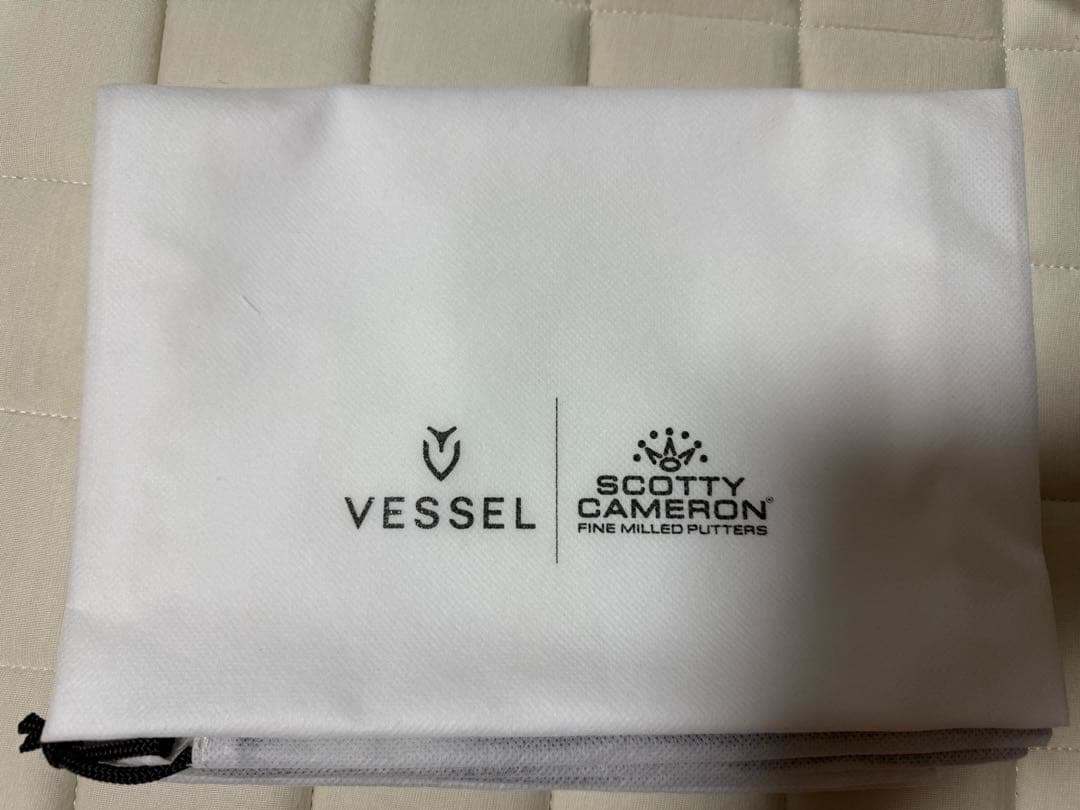 VESSEL
SCOTTY
CAMERON®
FINE MILLED PUTTERS